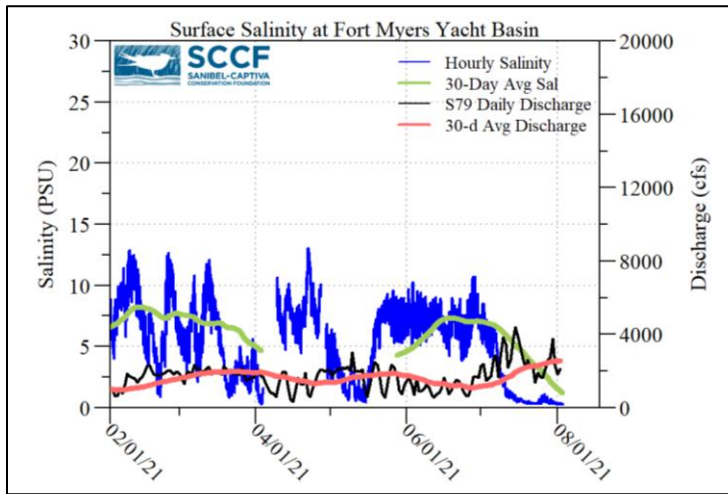 Surface Salinity at Fort Myers Yacht Basin
SCCF
SANIBEL-CAPTIVA
CONSERVATION FOUNDATION
Hourly Salinity
30-Day Avg Sal
S79 Daily Discharge
30-d Avg Discharge
Salinity (PSU)
30
25
20
15
10
5
0
Discharge (cfs)
20000
16000
12000
8000
4000
0
02/01/21
04/01/21
06/01/21
08/01/21